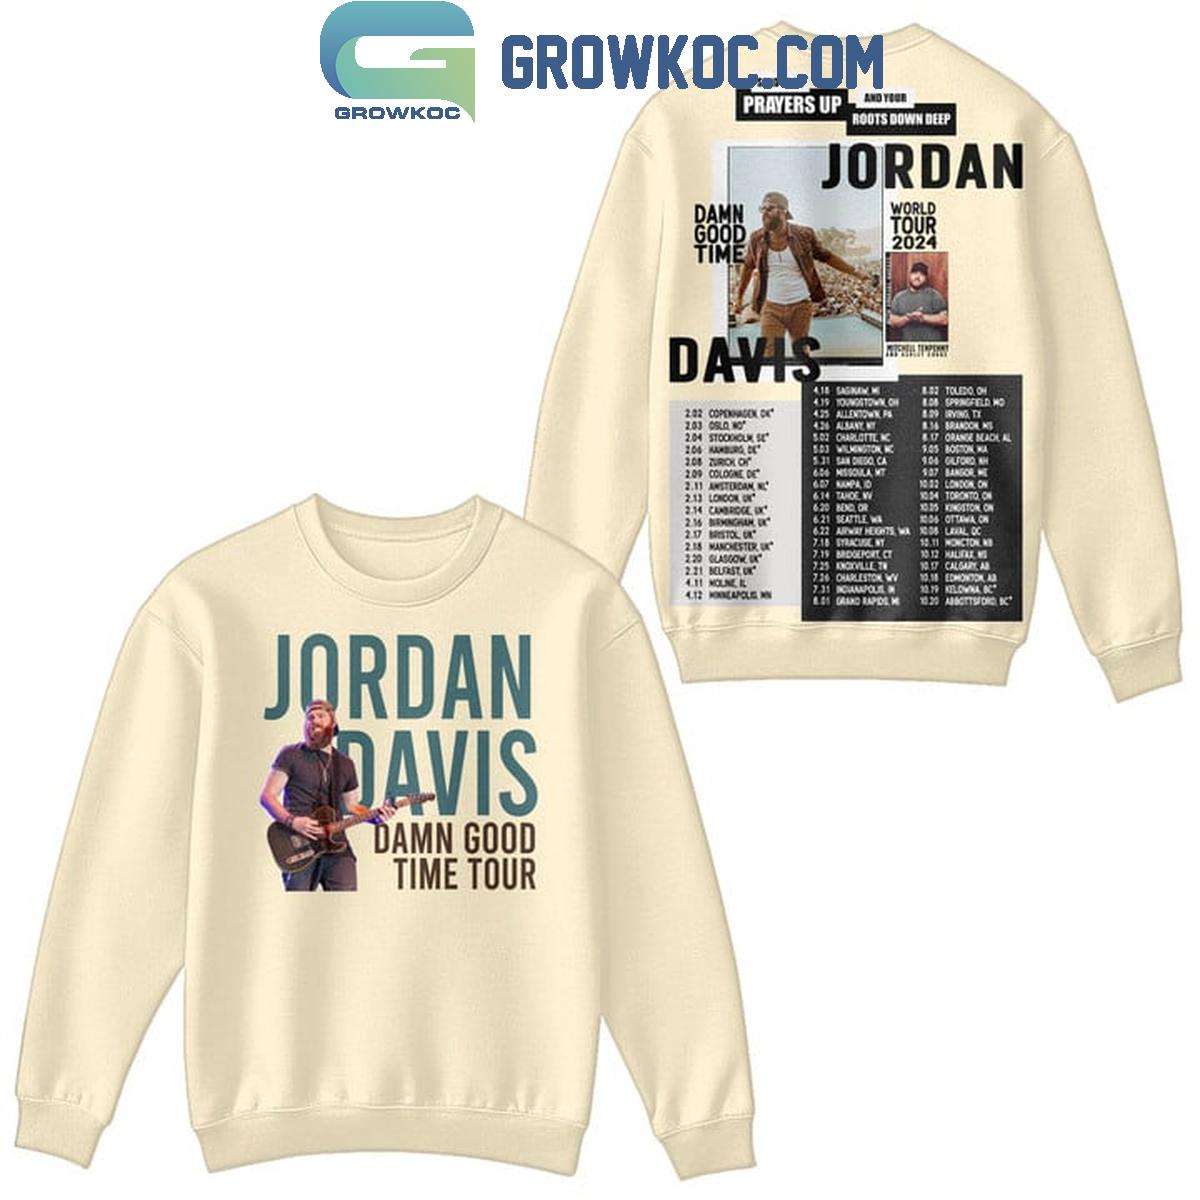 GROWKOC
GROWKOC.COM
PRAYERS UP
AND YOUR
ROOTS DOWN DEEP
JORDAN
DAMN
GOOD
TIME
WORLD
TOUR
2024
MITCHELL TENPENNY
DAVIS
2.02 COPENHAGEN, DK*
2.03 OSLO, NO*
2.04 STOCKHOLM, SE*
2.06 HAMBURG, DE*
2.08 ZURICH, CH*
2.09 COLOGNE, DE*
2.11 AMSTERDAM, NL*
2.13 LONDON, UK*
2.14 CAMBRIDGE, UK*
2.16 BIRMINGHAM, UK*
2.17 BRISTOL, UK*
2.18 MANCHESTER, UK*
2.20 GLASGOW, UK*
2.21 BELFAST, UK*
4.11 MOLINE, IL
4.12 MINNEAPOLIS, MN
4.18 SAGINAW, MI
4.19 YOUNGSTOWN, OH
4.25 ALLENTOWN, PA
4.26 ALBANY, NY
5.02 CHARLOTTE, NC
5.03 WILMINGTON, NC
5.31 SAN DIEGO, CA
6.06 MISSOULA, MT
6.07 NAMPA, ID
6.14 TAHOE, NV
6.20 BEND, OR
6.21 SEATTLE, WA
6.22 AIRWAY HEIGHTS, WA
7.18 SYRACUSE, NY
7.19 BRIDGEPORT, CT
7.25 KNOXVILLE, TN
7.26 CHARLESTON, WV
7.31 INDIANAPOLIS, IN
8.01 GRAND RAPIDS, MI
8.02 TOLEDO, OH
8.08 SPRINGFIELD, MO
8.09 IRVING, TX
8.16 BRANDON, MS
8.17 ORANGE BEACH, AL
9.05 BOSTON, MA
9.06 GILFORD, NH
9.07 BANGOR, ME
10.02 LONDON, ON
10.04 TORONTO, ON
10.05 KINGSTON, ON
10.06 OTTAWA, ON
10.08 LAVAL, QC
10.11 MONCTON, NB
10.12 HALIFAX, NS
10.17 CALGARY, AB
10.18 EDMONTON, AB
10.19 KELOWNA, BC*
10.20 ABBOTTSFORD, BC*
JORDAN
DAVIS
DAMN GOOD
TIME TOUR